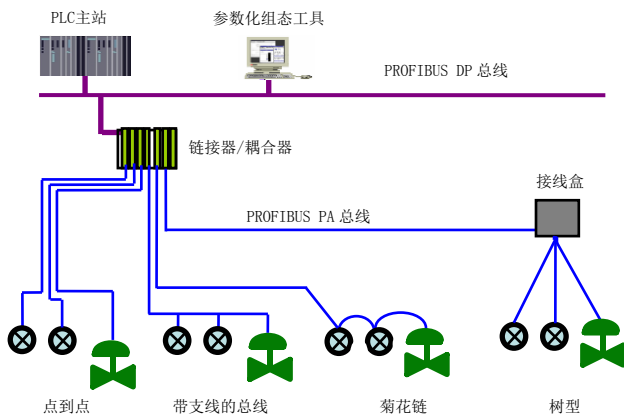 PLC主站
参数化组态工具
PROFIBUS DP 总线
链接器/耦合器
接线盒
PROFIBUS PA 总线
点到点
带支线的总线
菊花链
树型